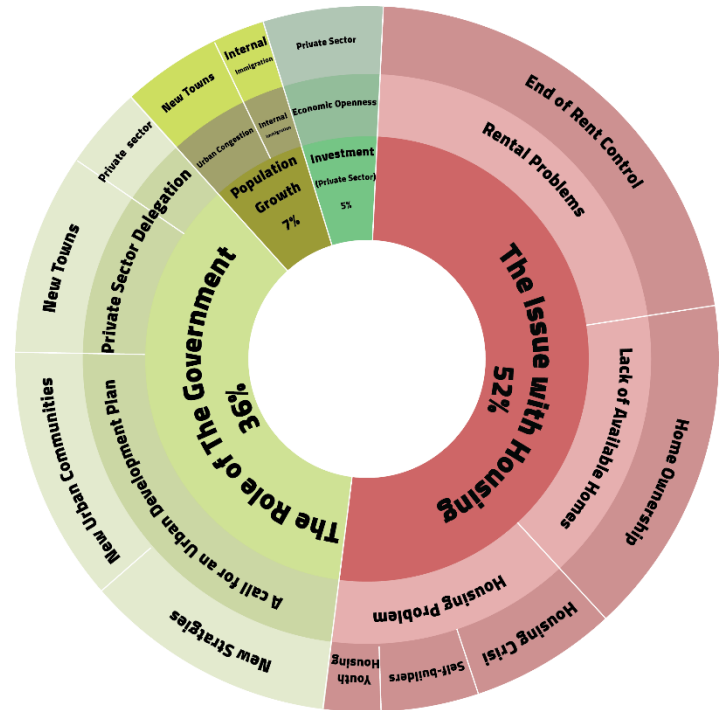 The Issue with Housing
52%
Rental Problems
End of Rent Control
Lack of Available Homes
Home Ownership
Housing Problem
Housing Crisi
Self-builders
Youth
Housing
The Role of The Government
36%
A call for an Urban Development Plan
New Stratgies
New Urban Communities
Private Sector Delegation
New Towns
Private sector
Population
Growth
7%
Urban Congestion
New Towns
Internal
Immigration
Internal
Immigration
Investment
(Private Sector)
5%
Economic Openness
Private Sector